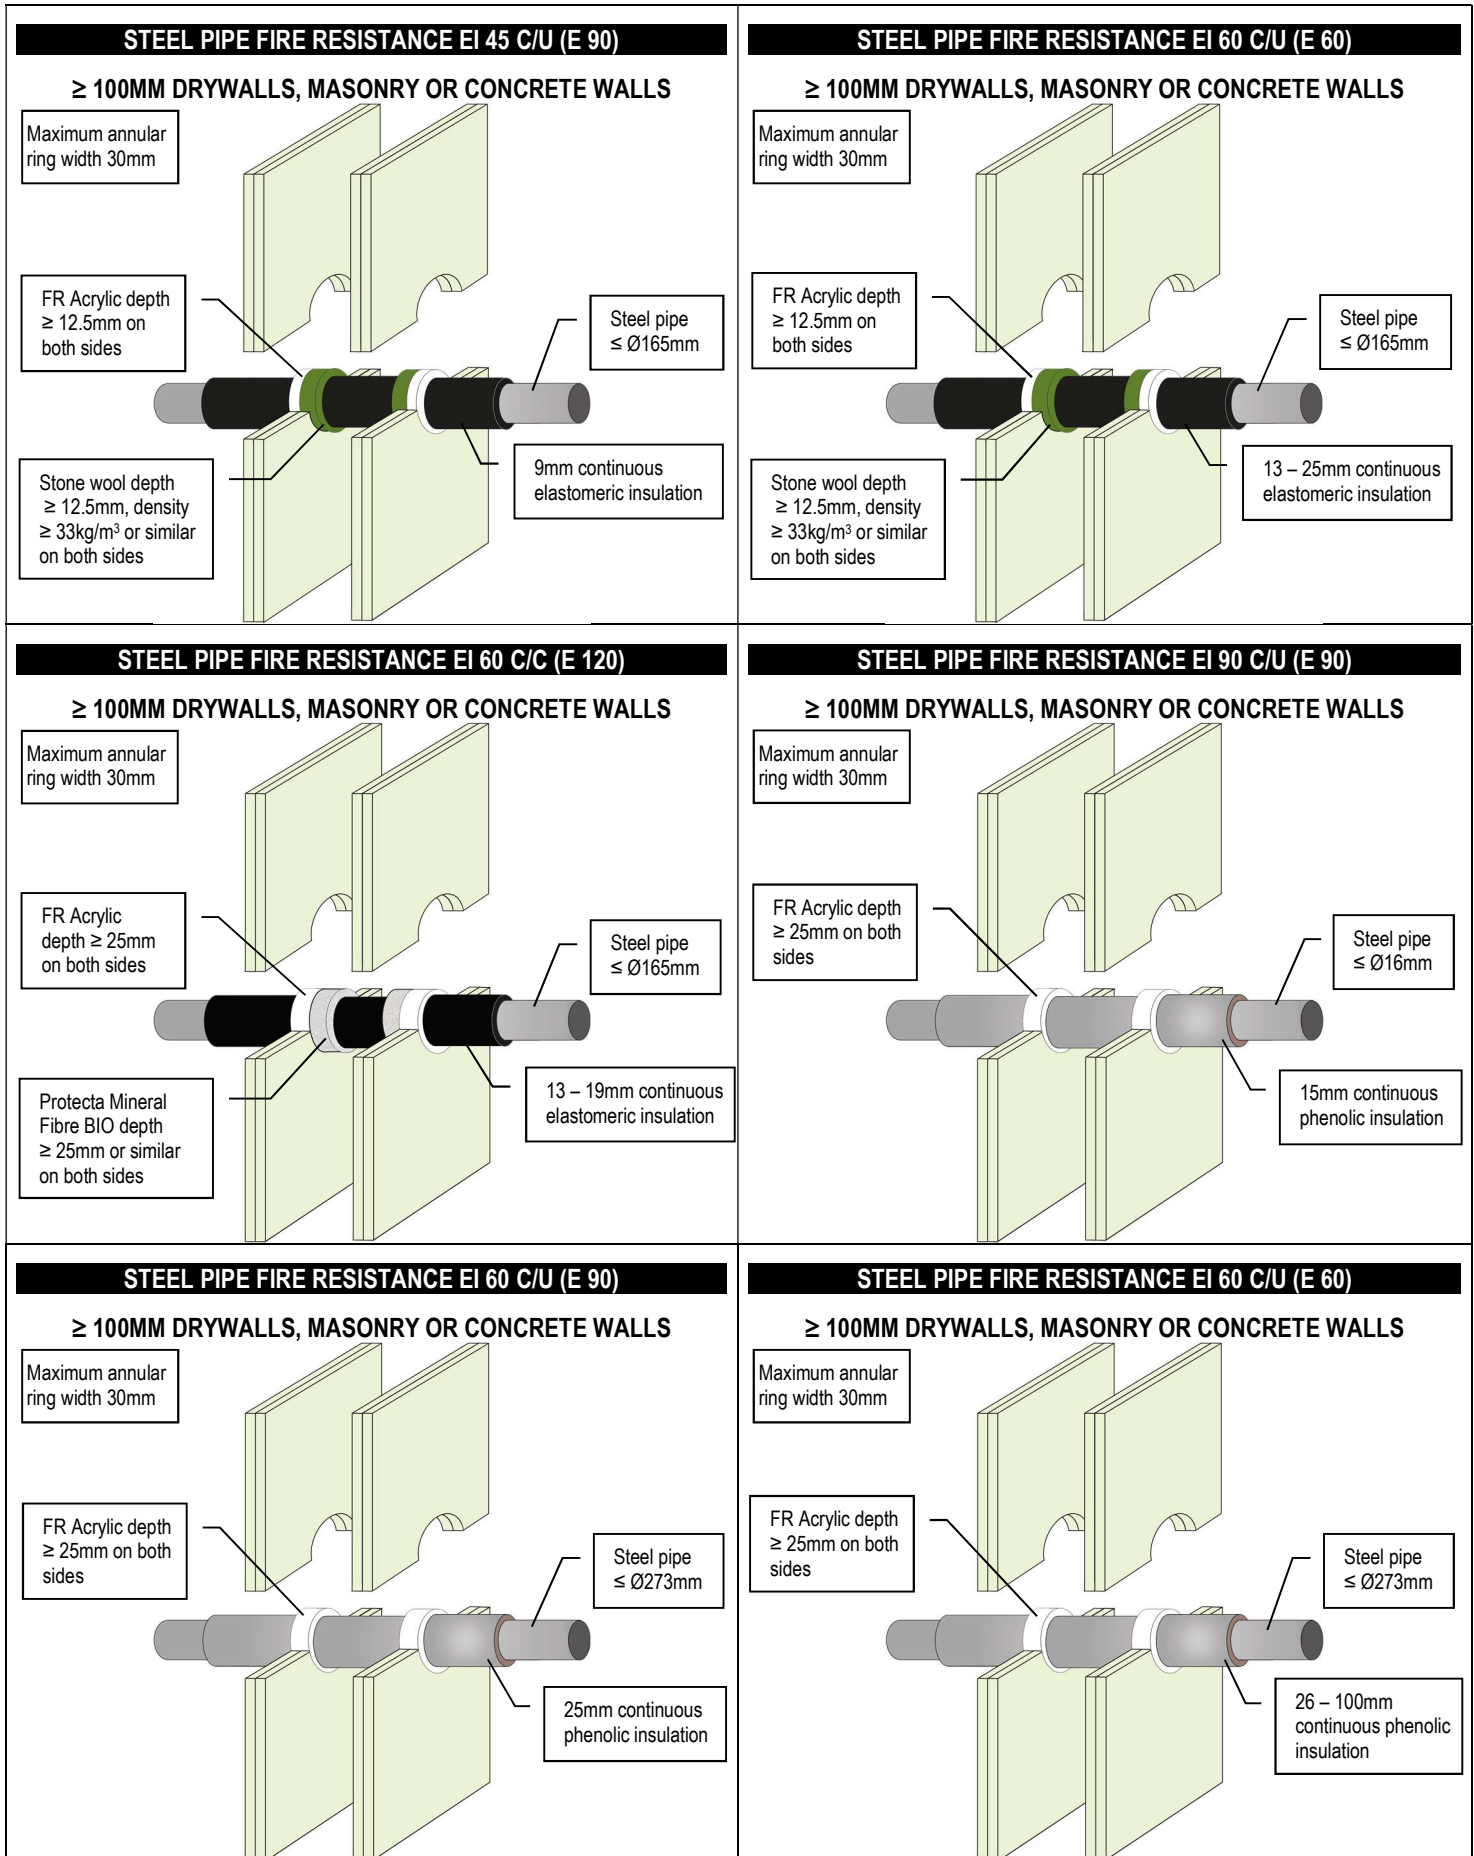 STEEL PIPE FIRE RESISTANCE EI 45 C/U (E 90)
≥ 100MM DRYWALLS, MASONRY OR CONCRETE WALLS
Maximum annular
ring width 30mm
FR Acrylic depth
≥ 12.5mm on
both sides
Steel pipe
≤ Ø165mm
Stone wool depth
≥ 12.5mm, density
≥ 33kg/m³ or similar
on both sides
9mm continuous
elastomeric insulation
STEEL PIPE FIRE RESISTANCE EI 60 C/U (E 60)
≥ 100MM DRYWALLS, MASONRY OR CONCRETE WALLS
Maximum annular
ring width 30mm
FR Acrylic depth
≥ 12.5mm on
both sides
Steel pipe
≤ Ø165mm
Stone wool depth
≥ 12.5mm, density
≥ 33kg/m³ or similar
on both sides
13 – 25mm continuous
elastomeric insulation
STEEL PIPE FIRE RESISTANCE EI 60 C/C (E 120)
≥ 100MM DRYWALLS, MASONRY OR CONCRETE WALLS
Maximum annular
ring width 30mm
FR Acrylic
depth ≥ 25mm
on both sides
Steel pipe
≤ Ø165mm
Protecta Mineral
Fibre BIO depth
≥ 25mm or similar
on both sides
13 – 19mm continuous
elastomeric insulation
STEEL PIPE FIRE RESISTANCE EI 90 C/U (E 90)
≥ 100MM DRYWALLS, MASONRY OR CONCRETE WALLS
Maximum annular
ring width 30mm
FR Acrylic depth
≥ 25mm on both
sides
Steel pipe
≤ Ø16mm
15mm continuous
phenolic insulation
STEEL PIPE FIRE RESISTANCE EI 60 C/U (E 90)
≥ 100MM DRYWALLS, MASONRY OR CONCRETE WALLS
Maximum annular
ring width 30mm
FR Acrylic depth
≥ 25mm on both
sides
Steel pipe
≤ Ø273mm
25mm continuous
phenolic insulation
STEEL PIPE FIRE RESISTANCE EI 60 C/U (E 60)
≥ 100MM DRYWALLS, MASONRY OR CONCRETE WALLS
Maximum annular
ring width 30mm
FR Acrylic depth
≥ 25mm on both
sides
Steel pipe
≤ Ø273mm
26 – 100mm
continuous phenolic
insulation